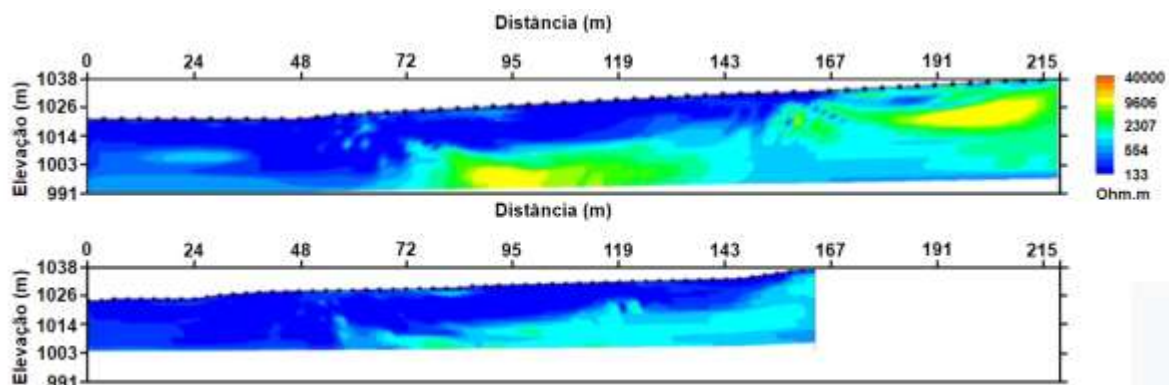 Distância (m)
0 24 48 72 95 119 143 167 191 215
Elevação (m)
1038
1026
1014
1003
991
40000
9606
2307
554
133
Ohm.m
Distância (m)
0 24 48 72 95 119 143 167 191 215
Elevação (m)
1038
1026
1014
1003
991